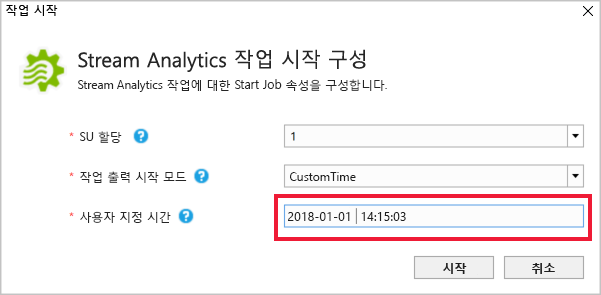 작업 시작
Stream Analytics 작업 시작 구성
Stream Analytics 작업에 대한 Start Job 속성을 구성합니다.
* SU 할당 ? 1
* 작업 출력 시작 모드 ? CustomTime
* 사용자 지정 시간 ? 2018-01-01 14:15:03
시작 취소